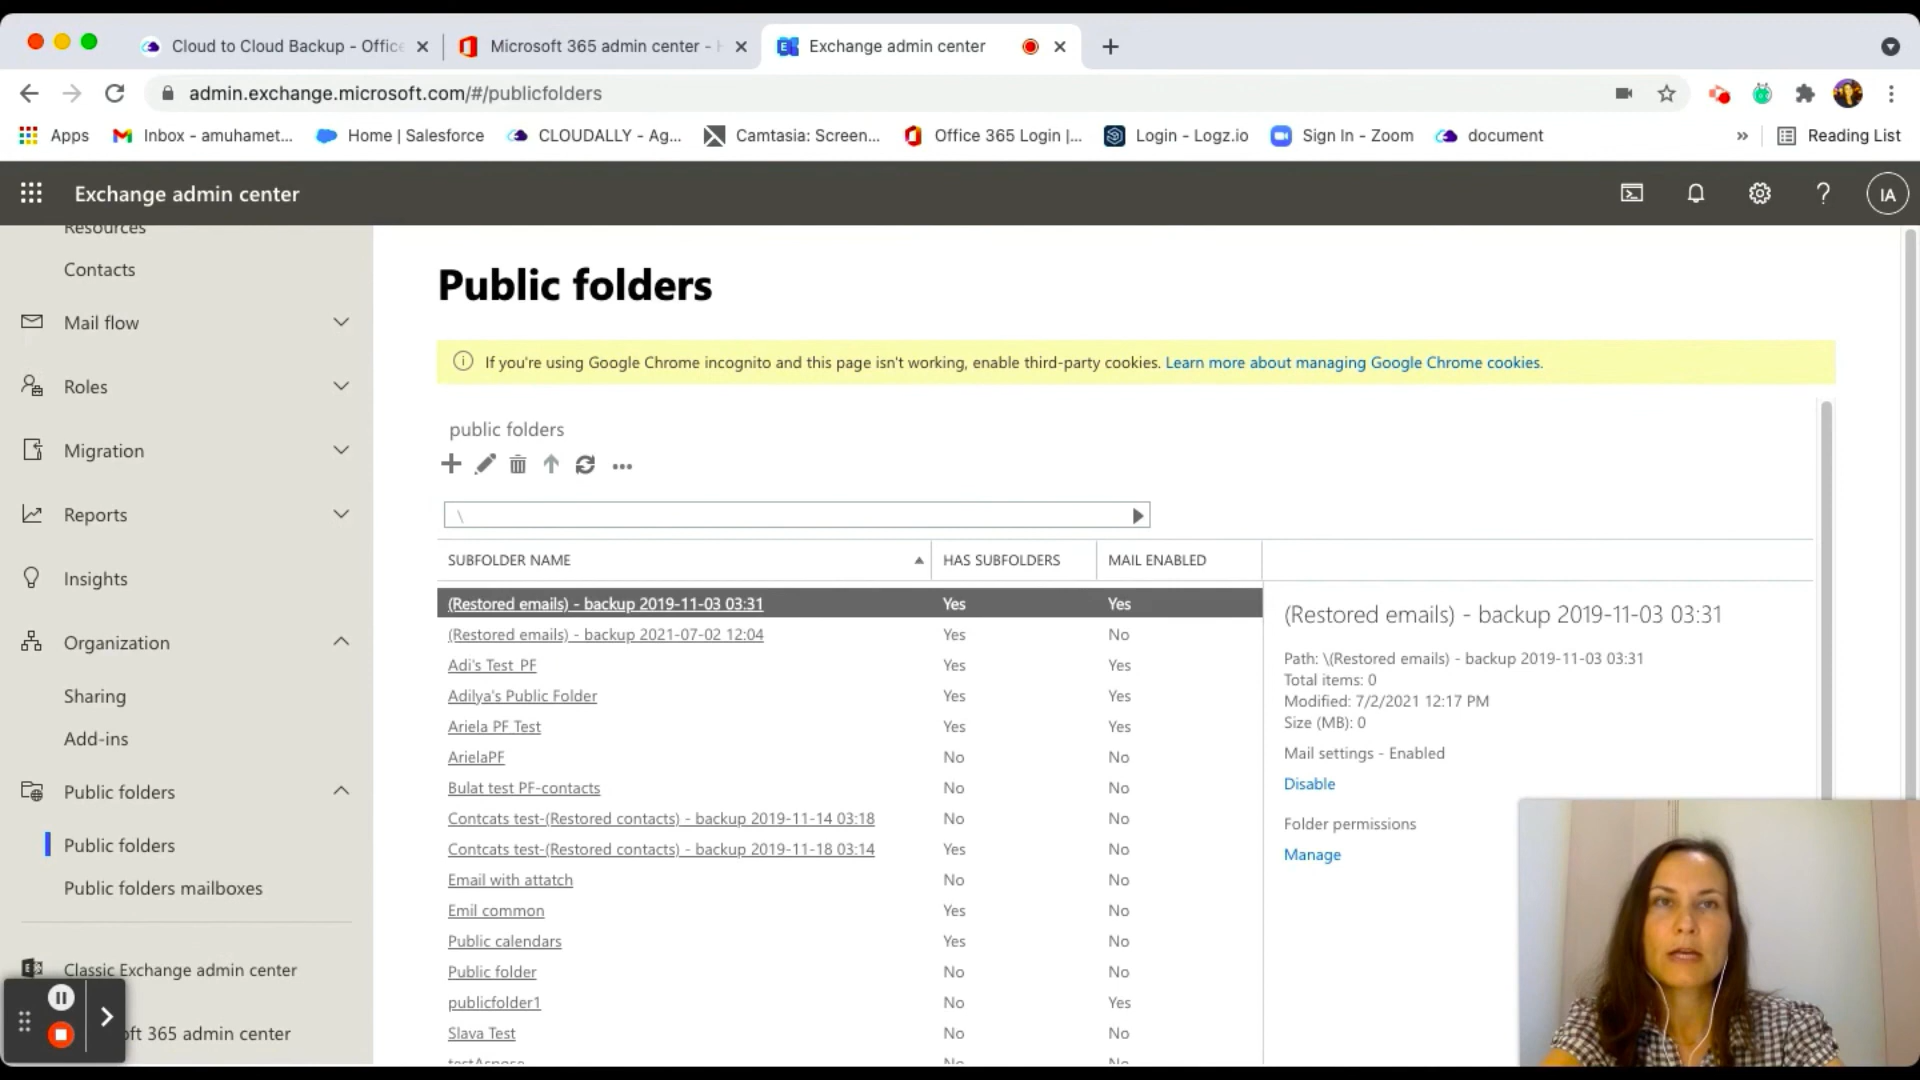 Cloud to Cloud Backup - Office
Microsoft 365 admin center - H
Exchange admin center
admin.exchange.microsoft.com/#/publicfolders
Apps
Inbox - amuhamet...
Home | Salesforce
CLOUDALLY - Ag...
Camtasia: Screen...
Office 365 Login |...
Login - Logz.io
Sign In - Zoom
document
»
Reading List
Exchange admin center
IA
Resources
Contacts
Mail flow
Roles
Migration
Reports
Insights
Organization
Sharing
Add-ins
Public folders
Public folders
Public folders mailboxes
Classic Exchange admin center
oft 365 admin center
Public folders
If you're using Google Chrome incognito and this page isn't working, enable third-party cookies. Learn more about managing Google Chrome cookies.
public folders
\
SUBFOLDER NAME HAS SUBFOLDERS MAIL ENABLED
(Restored emails) - backup 2019-11-03 03:31 Yes Yes
(Restored emails) - backup 2021-07-02 12:04 Yes No
Adi's Test PF Yes Yes
Adilya's Public Folder Yes Yes
Ariela PF Test Yes Yes
ArielaPF No No
Bulat test PF-contacts No No
Contcats test-(Restored contacts) - backup 2019-11-14 03:18 No No
Contcats test-(Restored contacts) - backup 2019-11-18 03:14 Yes No
Email with attatch No No
Emil common Yes No
Public calendars Yes No
Public folder No No
publicfolder1 No Yes
Slava Test No No
testAspose No No
(Restored emails) - backup 2019-11-03 03:31
Path: \(Restored emails) - backup 2019-11-03 03:31
Total items: 0
Modified: 7/2/2021 12:17 PM
Size (MB): 0
Mail settings - Enabled
Disable
Folder permissions
Manage